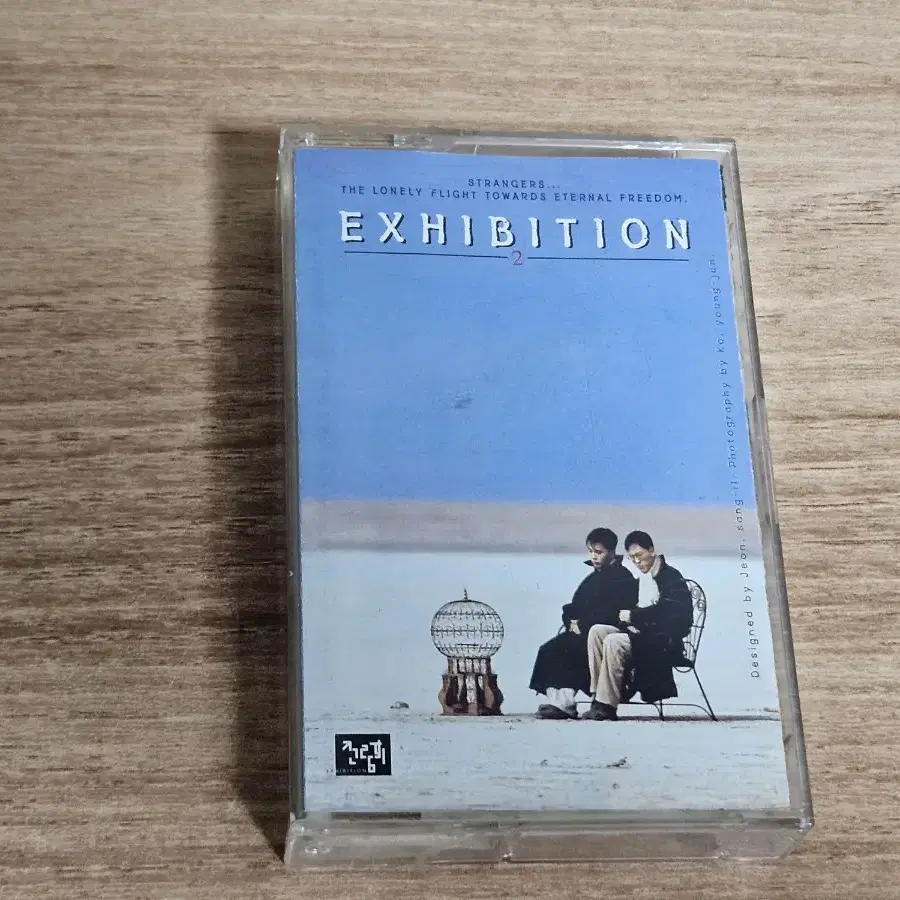 STRANGERS...
THE LONELY FLIGHT TOWARDS ETERNAL FREEDOM.
EXHIBITION
2
Designed by Jeon, sang-il. Photography by Ko, young-jun.
전람회
EXHIBITION